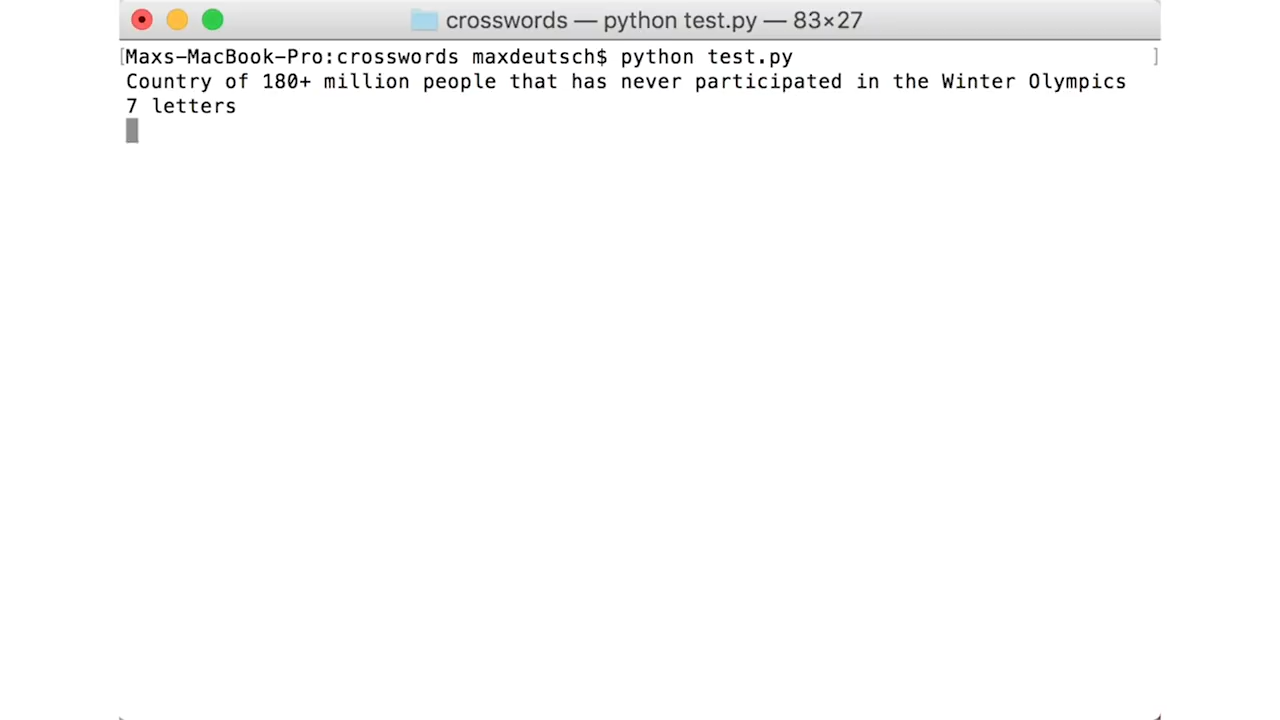 crosswords — python test.py — 83×27
[Maxs-MacBook-Pro:crosswords maxdeutsch$ python test.py ]
Country of 180+ million people that has never participated in the Winter Olympics
7 letters